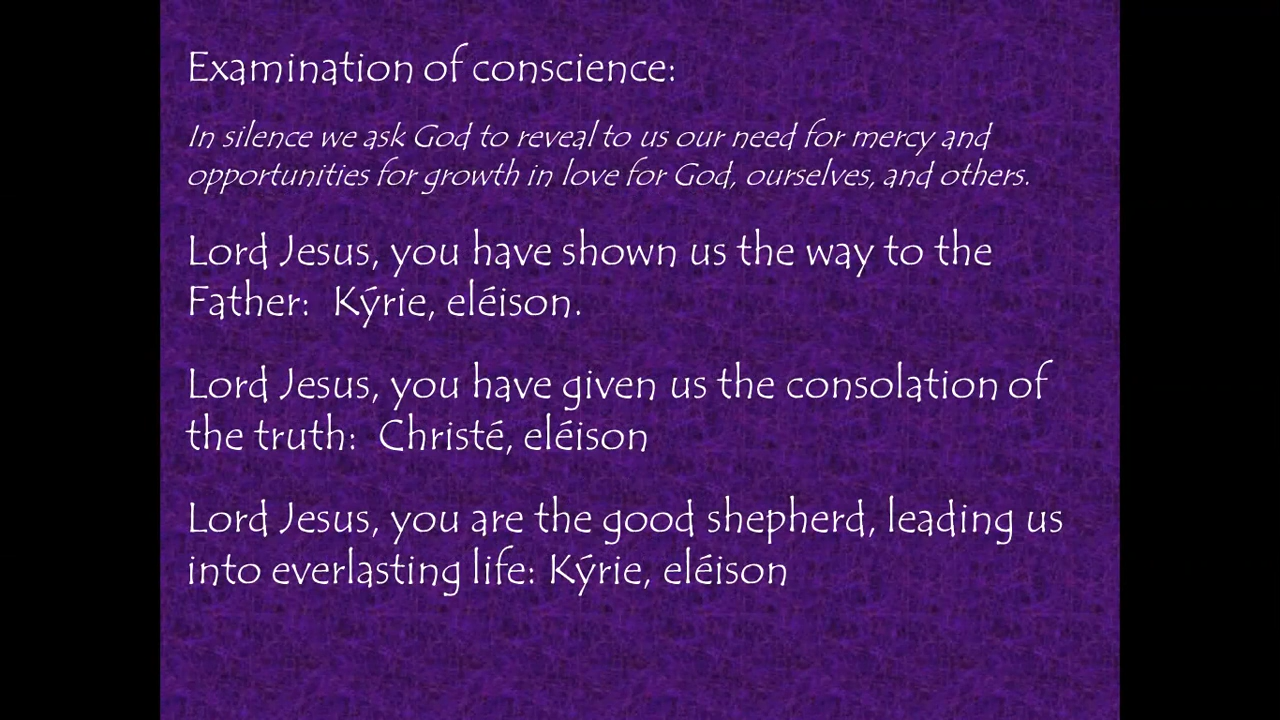 Examination of conscience:
In silence we ask God to reveal to us our need for mercy and
opportunities for growth in love for God, ourselves, and others.
Lord Jesus, you have shown us the way to the
Father:  Kýrie, eléison.
Lord Jesus, you have given us the consolation of
the truth:  Christé, eléison
Lord Jesus, you are the good shepherd, leading us
into everlasting life: Kýrie, eléison